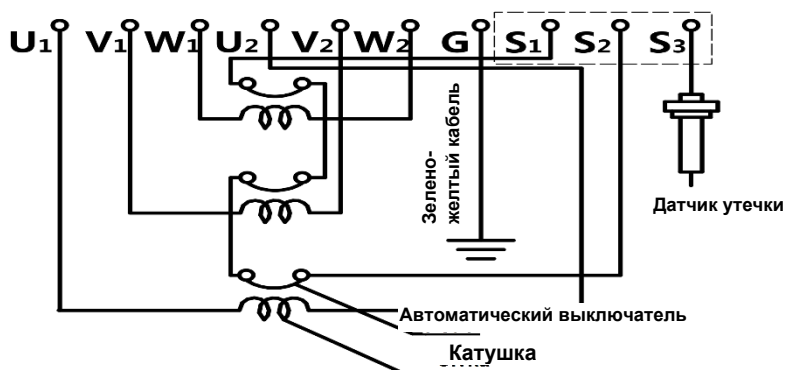 U1 V1 W1 U2 V2 W2 G S1 S2 S3
Зелено-
желтый кабель
Датчик утечки
Автоматический выключатель
Катушка